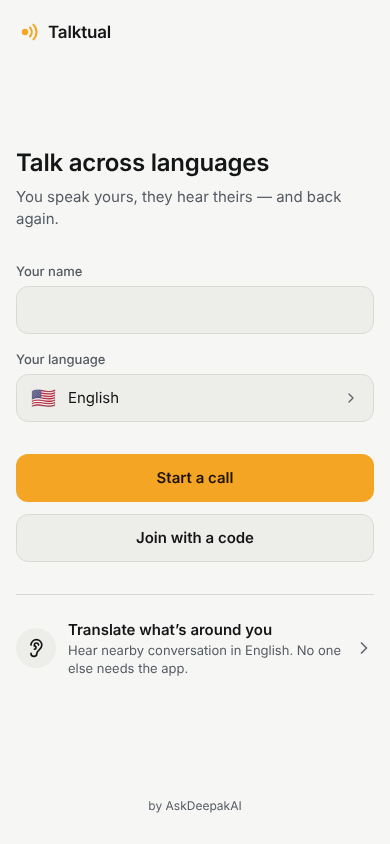 Talktual
Talk across languages
You speak yours, they hear theirs — and back
again.
Your name
Your language
English
Start a call
Join with a code
Translate what’s around you
Hear nearby conversation in English. No one
else needs the app.
by AskDeepakAI